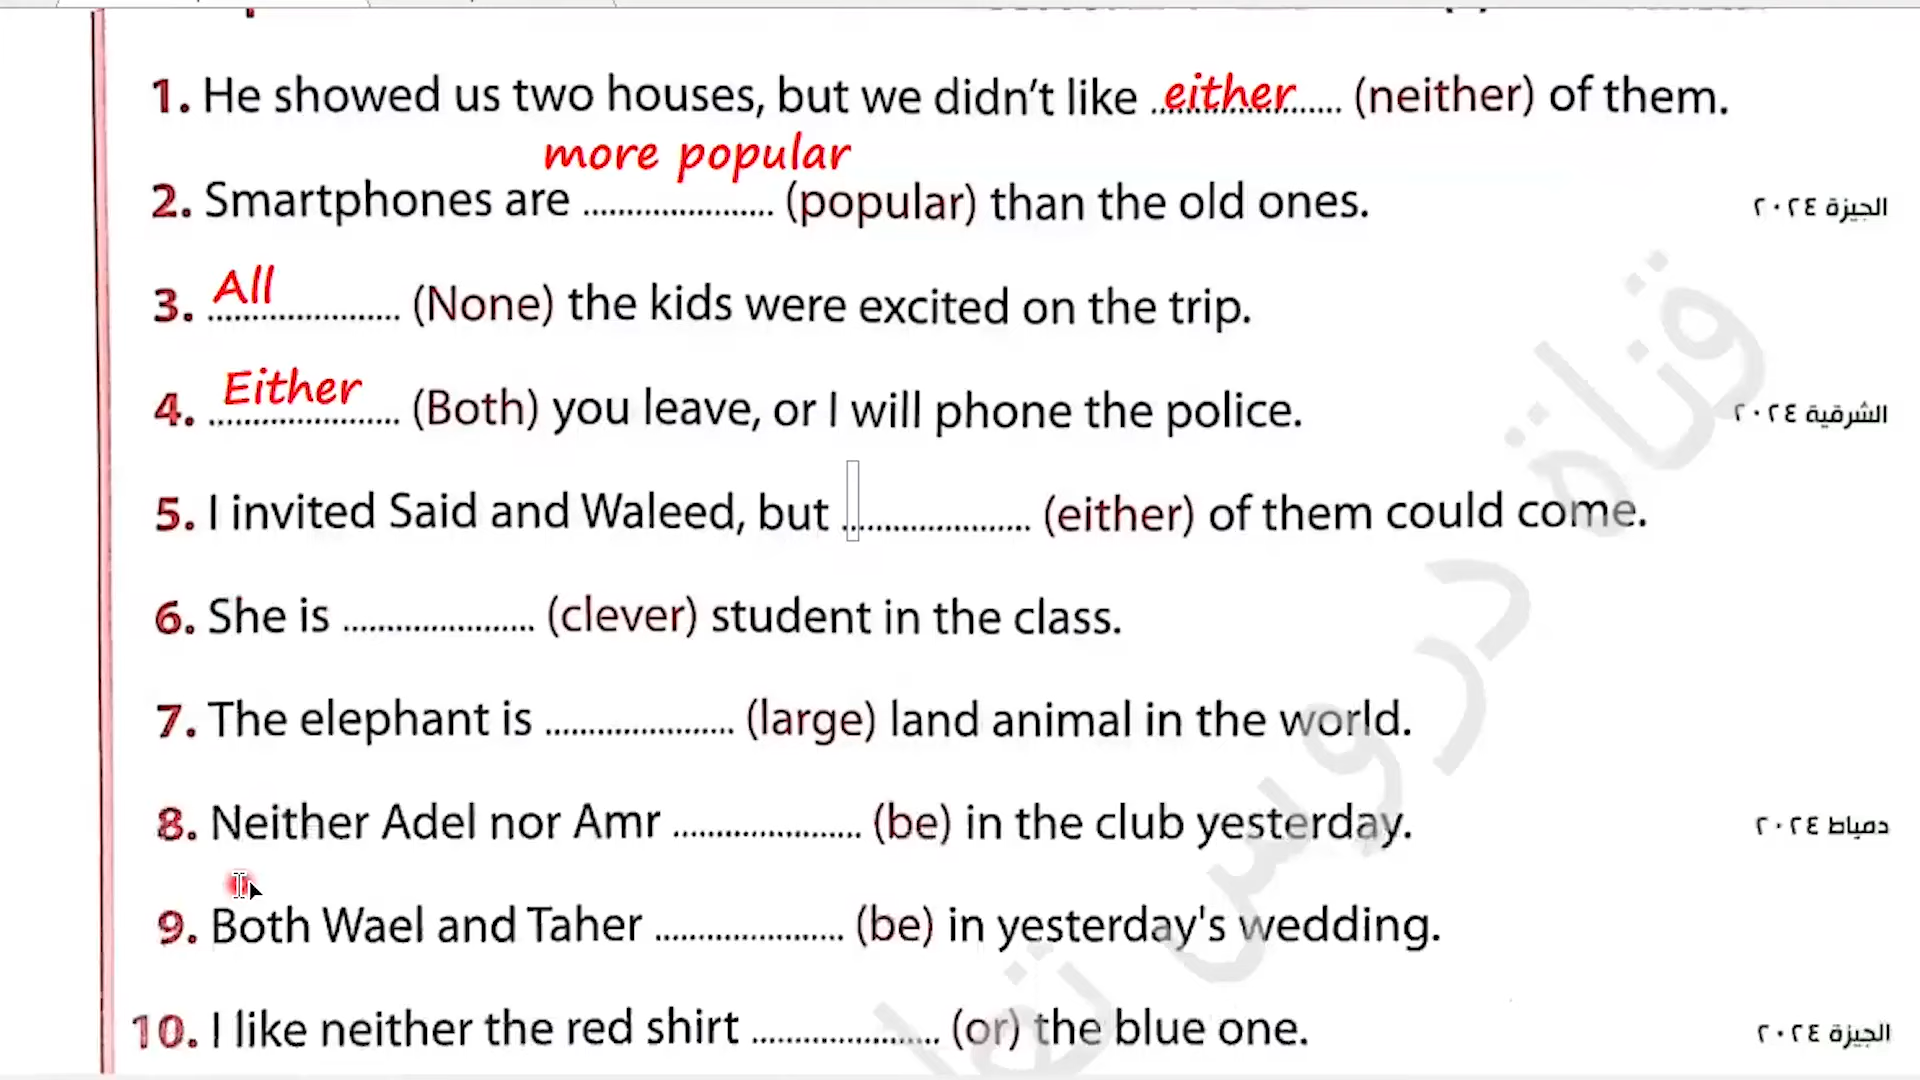 1. He showed us two houses, but we didn't like ...either... (neither) of them.
more popular
2. Smartphones are ..................... (popular) than the old ones. الجيزة ٢٠٢٤
All
3. ..................... (None) the kids were excited on the trip.
Either
4. ..................... (Both) you leave, or I will phone the police. الشرقية ٢٠٢٤
5. I invited Said and Waleed, but ..................... (either) of them could come.
6. She is ..................... (clever) student in the class.
7. The elephant is ..................... (large) land animal in the world.
8. Neither Adel nor Amr ..................... (be) in the club yesterday. دمياط ٢٠٢٤
9. Both Wael and Taher ..................... (be) in yesterday's wedding.
10. I like neither the red shirt ..................... (or) the blue one. الجيزة ٢٠٢٤
قناة دروس